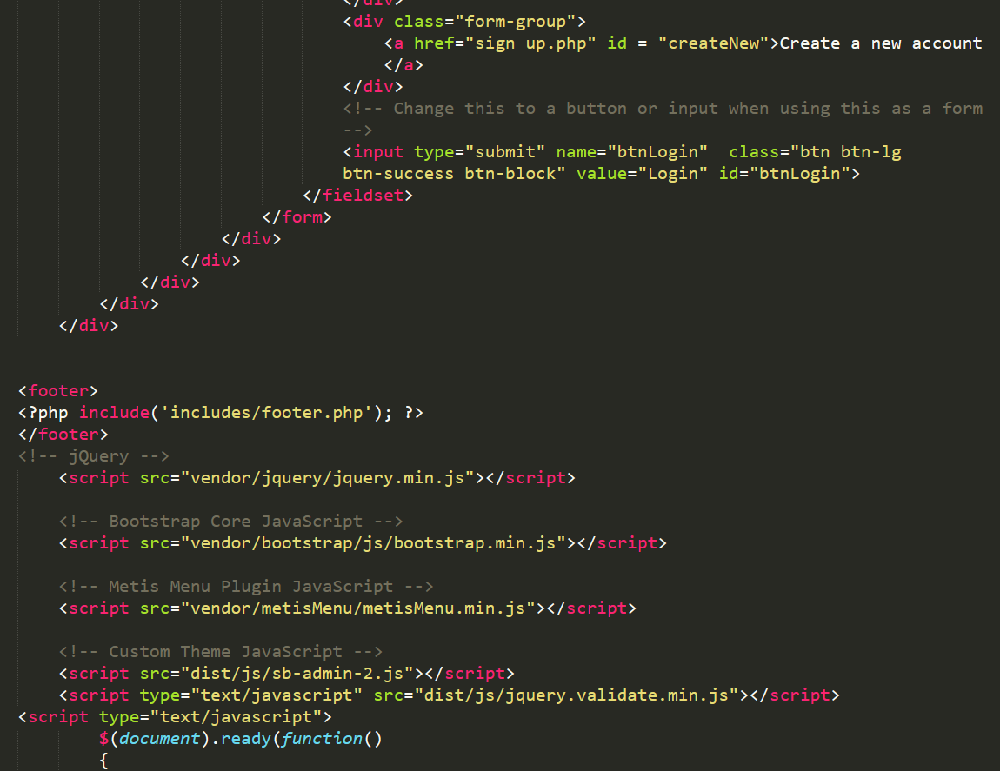 </div>
<div class="form-group">
<a href="sign up.php" id = "createNew">Create a new account
</a>
</div>
<!-- Change this to a button or input when using this as a form
-->
<input type="submit" name="btnLogin"  class="btn btn-lg
btn-success btn-block" value="Login" id="btnLogin">
</fieldset>
</form>
</div>
</div>
</div>
</div>
</div>
<footer>
<?php include('includes/footer.php'); ?>
</footer>
<!-- jQuery -->
<script src="vendor/jquery/jquery.min.js"></script>
<!-- Bootstrap Core JavaScript -->
<script src="vendor/bootstrap/js/bootstrap.min.js"></script>
<!-- Metis Menu Plugin JavaScript -->
<script src="vendor/metisMenu/metisMenu.min.js"></script>
<!-- Custom Theme JavaScript -->
<script src="dist/js/sb-admin-2.js"></script>
<script type="text/javascript" src="dist/js/jquery.validate.min.js"></script>
<script type="text/javascript">
$(document).ready(function()
{